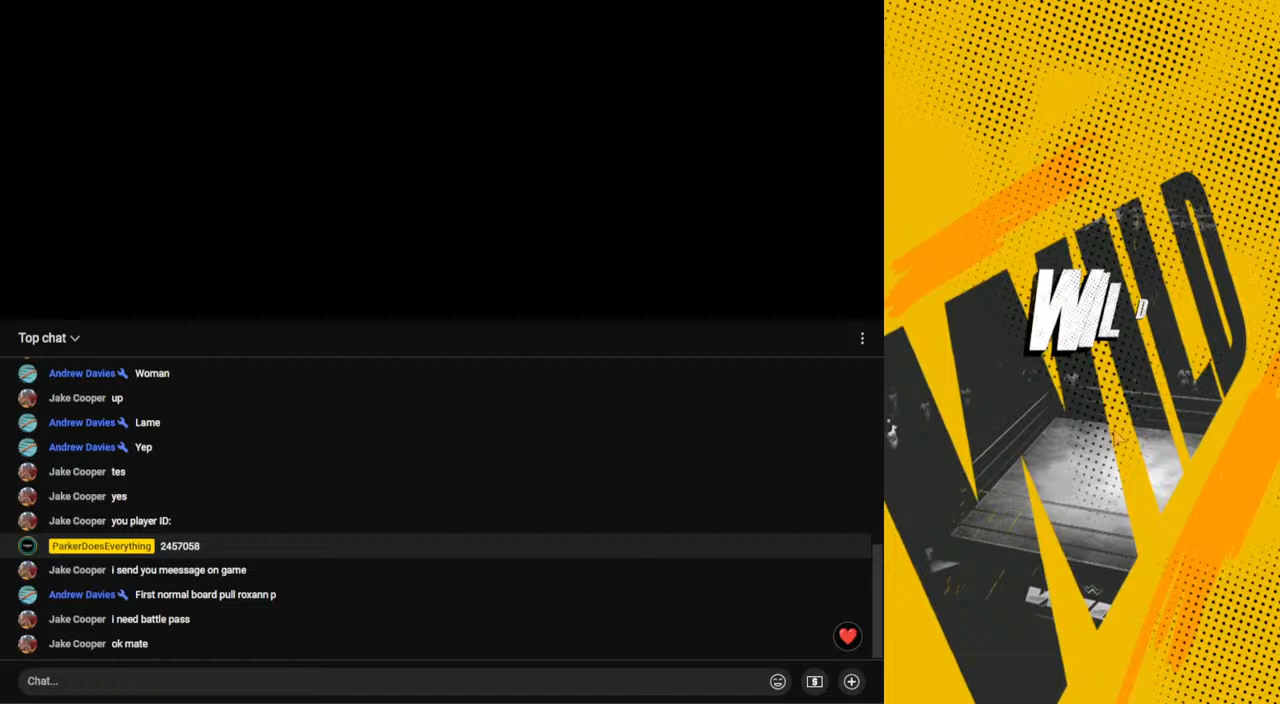 Top chat
Andrew Davies Woman
Jake Cooper up
Andrew Davies Lame
Andrew Davies Yep
Jake Cooper tes
Jake Cooper yes
Jake Cooper you player ID:
ParkerDoesEverything 2457058
Jake Cooper i send you meessage on game
Andrew Davies First normal board pull roxann p
Jake Cooper i need battle pass
Jake Cooper ok mate
Chat...
WILD
WILD